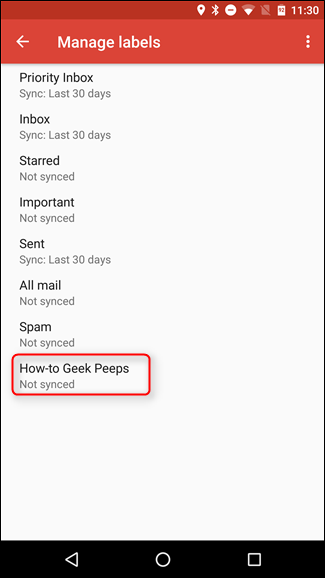 11:30
Manage labels
Priority Inbox
Sync: Last 30 days
Inbox
Sync: Last 30 days
Starred
Not synced
Important
Not synced
Sent
Sync: Last 30 days
All mail
Not synced
Spam
Not synced
How-to Geek Peeps
Not synced